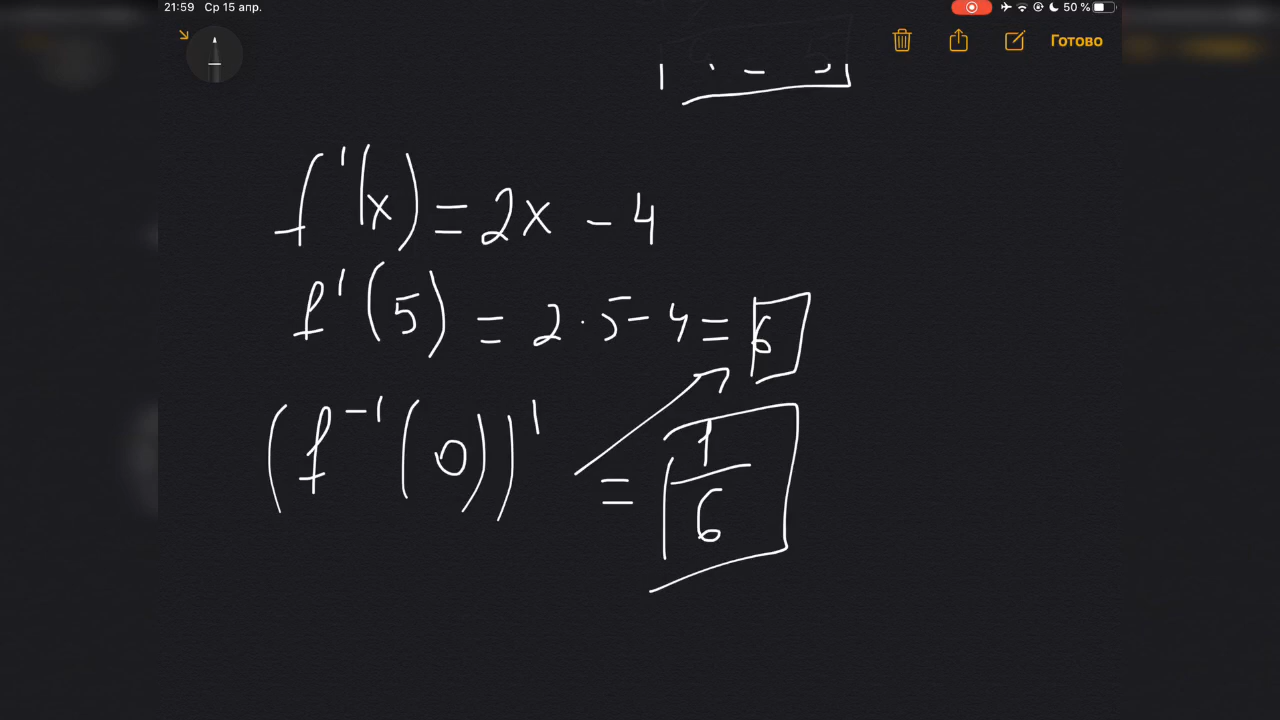 21:59 Ср 15 апр. 50 %
Готово
f'(x) = 2x - 4
f'(5) = 2·5 - 4 = 6
(f⁻¹(0))' = 1/6